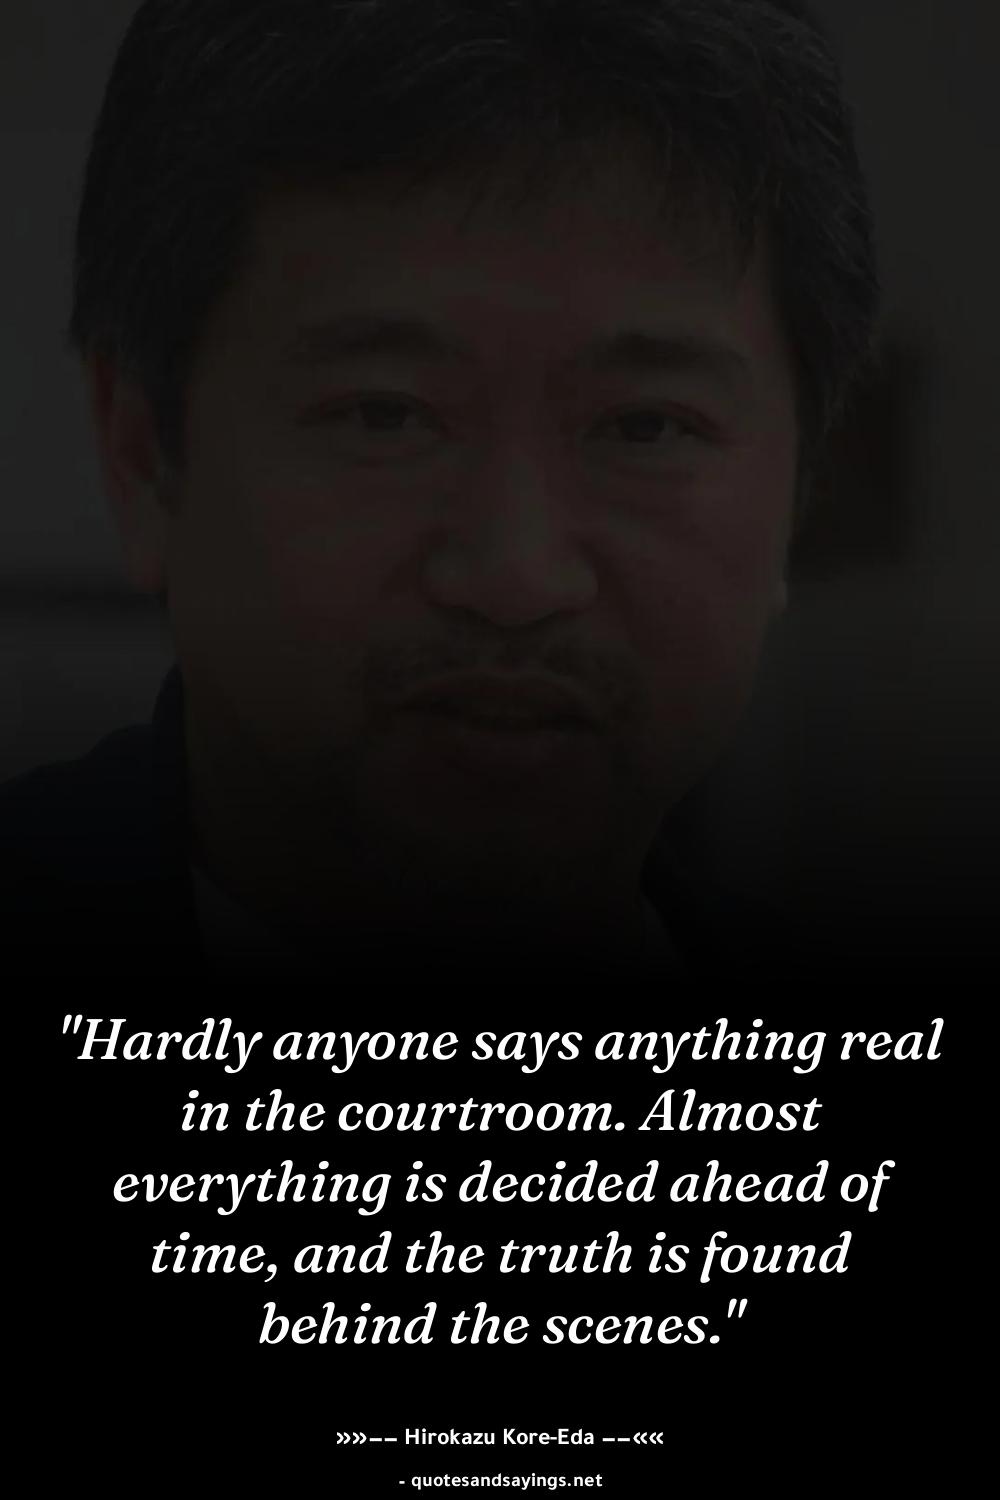 "Hardly anyone says anything real
in the courtroom. Almost
everything is decided ahead of
time, and the truth is found
behind the scenes."
»»–– Hirokazu Kore-Eda ––««
- quotesandsayings.net